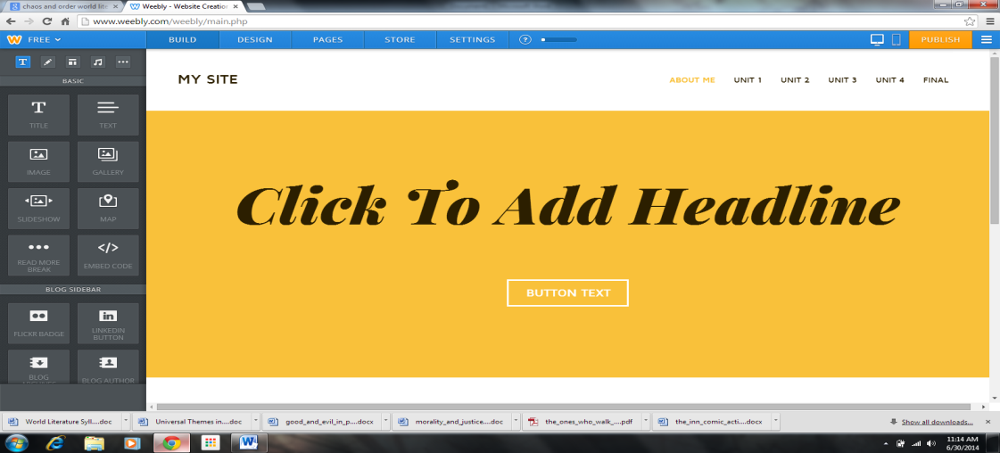 chaos and order world lite
Weebly - Website Creation
www.weebly.com/weebly/main.php
FREE
BUILD
DESIGN
PAGES
STORE
SETTINGS
?
PUBLISH
BASIC
TITLE
TEXT
IMAGE
GALLERY
SLIDESHOW
MAP
READ MORE
BREAK
EMBED CODE
BLOG SIDEBAR
FLICKR BADGE
LINKEDIN
BUTTON
BLOG
BLOG AUTHOR
MY SITE
ABOUT ME
UNIT 1
UNIT 2
UNIT 3
UNIT 4
FINAL
Click To Add Headline
BUTTON TEXT
World Literature Syll....doc
Universal Themes in....doc
good_and_evil_in_p....docx
morality_and_justice....doc
the_ones_who_walk_....pdf
the_inn_comic_acti....docx
Show all downloads...
11:14 AM
6/30/2014